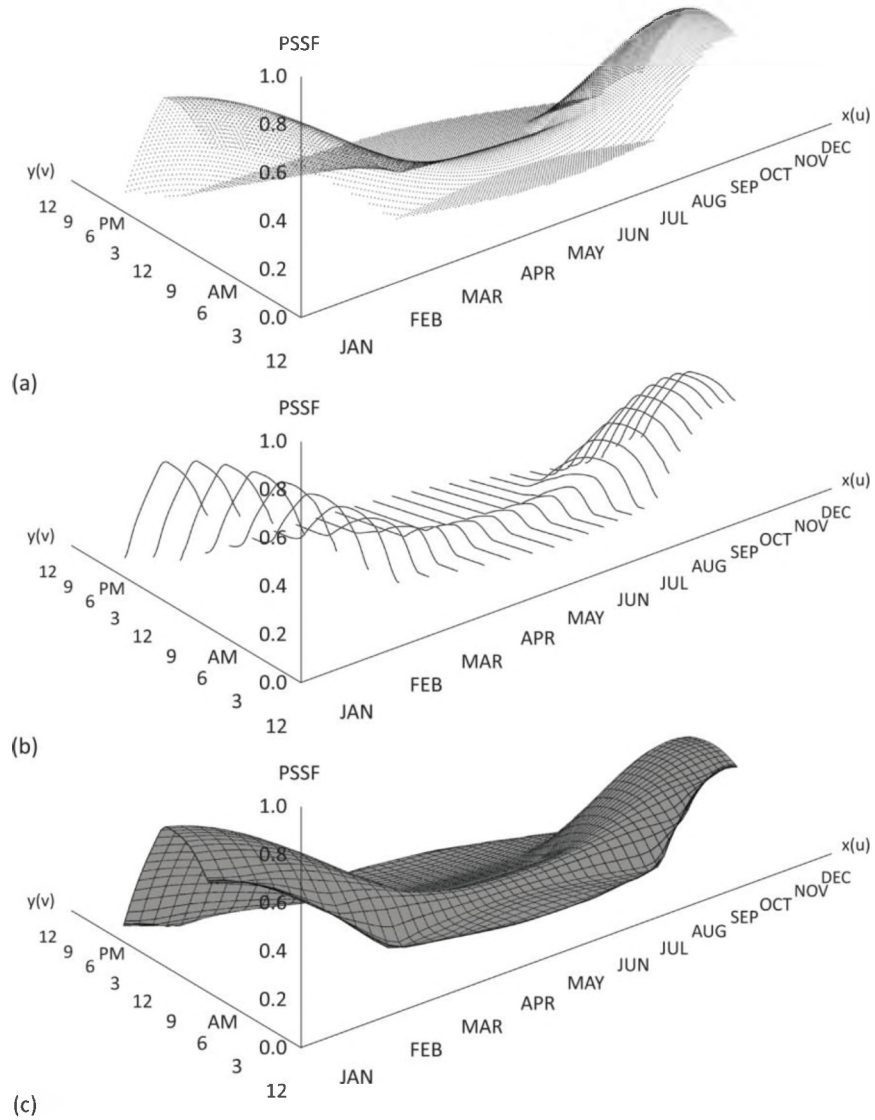 PSSF
1.0
0.8
0.6
0.4
0.2
0.0
y(v)
12
9
6 PM
3
12
9
6 AM
3
12
JAN
FEB
MAR
APR
MAY
JUN
JUL
AUG
SEP
OCT
NOV
DEC
x(u)
(a)
PSSF
1.0
0.8
0.6
0.4
0.2
0.0
y(v)
12
9
6 PM
3
12
9
6 AM
3
12
JAN
FEB
MAR
APR
MAY
JUN
JUL
AUG
SEP
OCT
NOV
DEC
x(u)
(b)
PSSF
1.0
0.8
0.6
0.4
0.2
0.0
y(v)
12
9
6 PM
3
12
9
6 AM
3
12
JAN
FEB
MAR
APR
MAY
JUN
JUL
AUG
SEP
OCT
NOV
DEC
x(u)
(c)